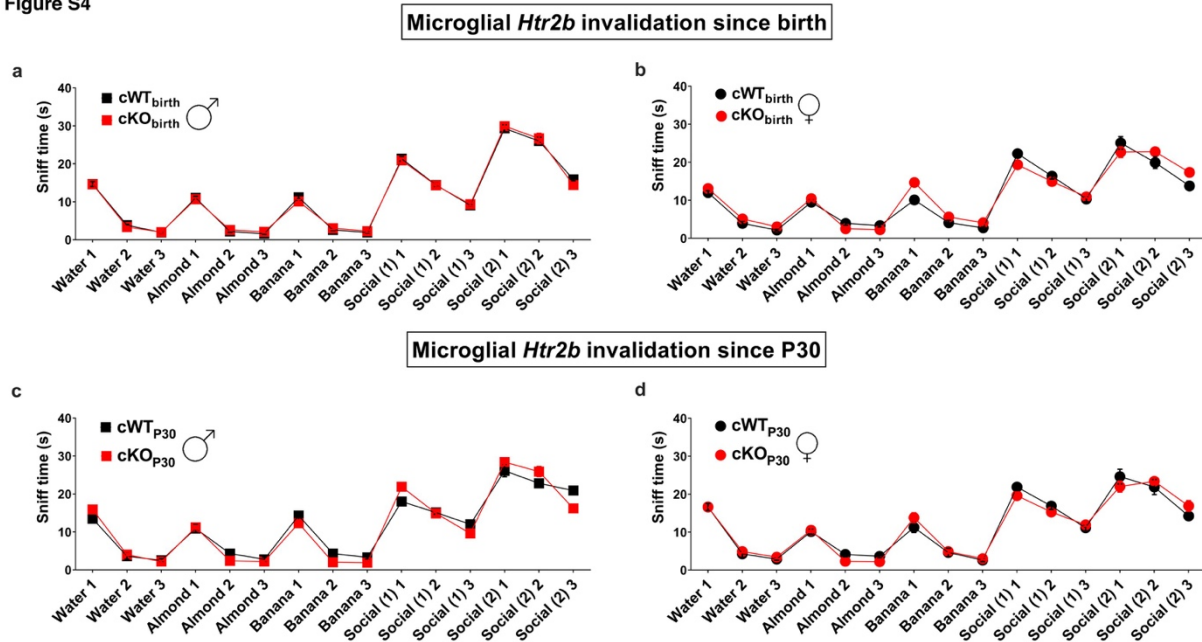 Figure S4
Microglial Htr2b invalidation since birth
a
cWTbirth
cKObirth
Sniff time (s)
40
30
20
10
0
Water 1
Water 2
Water 3
Almond 1
Almond 2
Almond 3
Banana 1
Banana 2
Banana 3
Social (1) 1
Social (1) 2
Social (1) 3
Social (2) 1
Social (2) 2
Social (2) 3
b
cWTbirth
cKObirth
Sniff time (s)
40
30
20
10
0
Water 1
Water 2
Water 3
Almond 1
Almond 2
Almond 3
Banana 1
Banana 2
Banana 3
Social (1) 1
Social (1) 2
Social (1) 3
Social (2) 1
Social (2) 2
Social (2) 3
Microglial Htr2b invalidation since P30
c
cWTP30
cKOP30
Sniff time (s)
40
30
20
10
0
Water 1
Water 2
Water 3
Almond 1
Almond 2
Almond 3
Banana 1
Banana 2
Banana 3
Social (1) 1
Social (1) 2
Social (1) 3
Social (2) 1
Social (2) 2
Social (2) 3
d
cWTP30
cKOP30
Sniff time (s)
40
30
20
10
0
Water 1
Water 2
Water 3
Almond 1
Almond 2
Almond 3
Banana 1
Banana 2
Banana 3
Social (1) 1
Social (1) 2
Social (1) 3
Social (2) 1
Social (2) 2
Social (2) 3